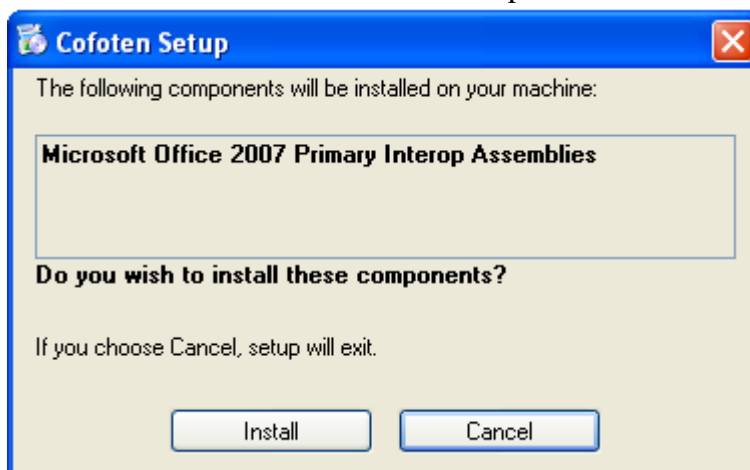 Cofoten Setup
The following components will be installed on your machine:
Microsoft Office 2007 Primary Interop Assemblies
Do you wish to install these components?
If you choose Cancel, setup will exit.
Install Cancel